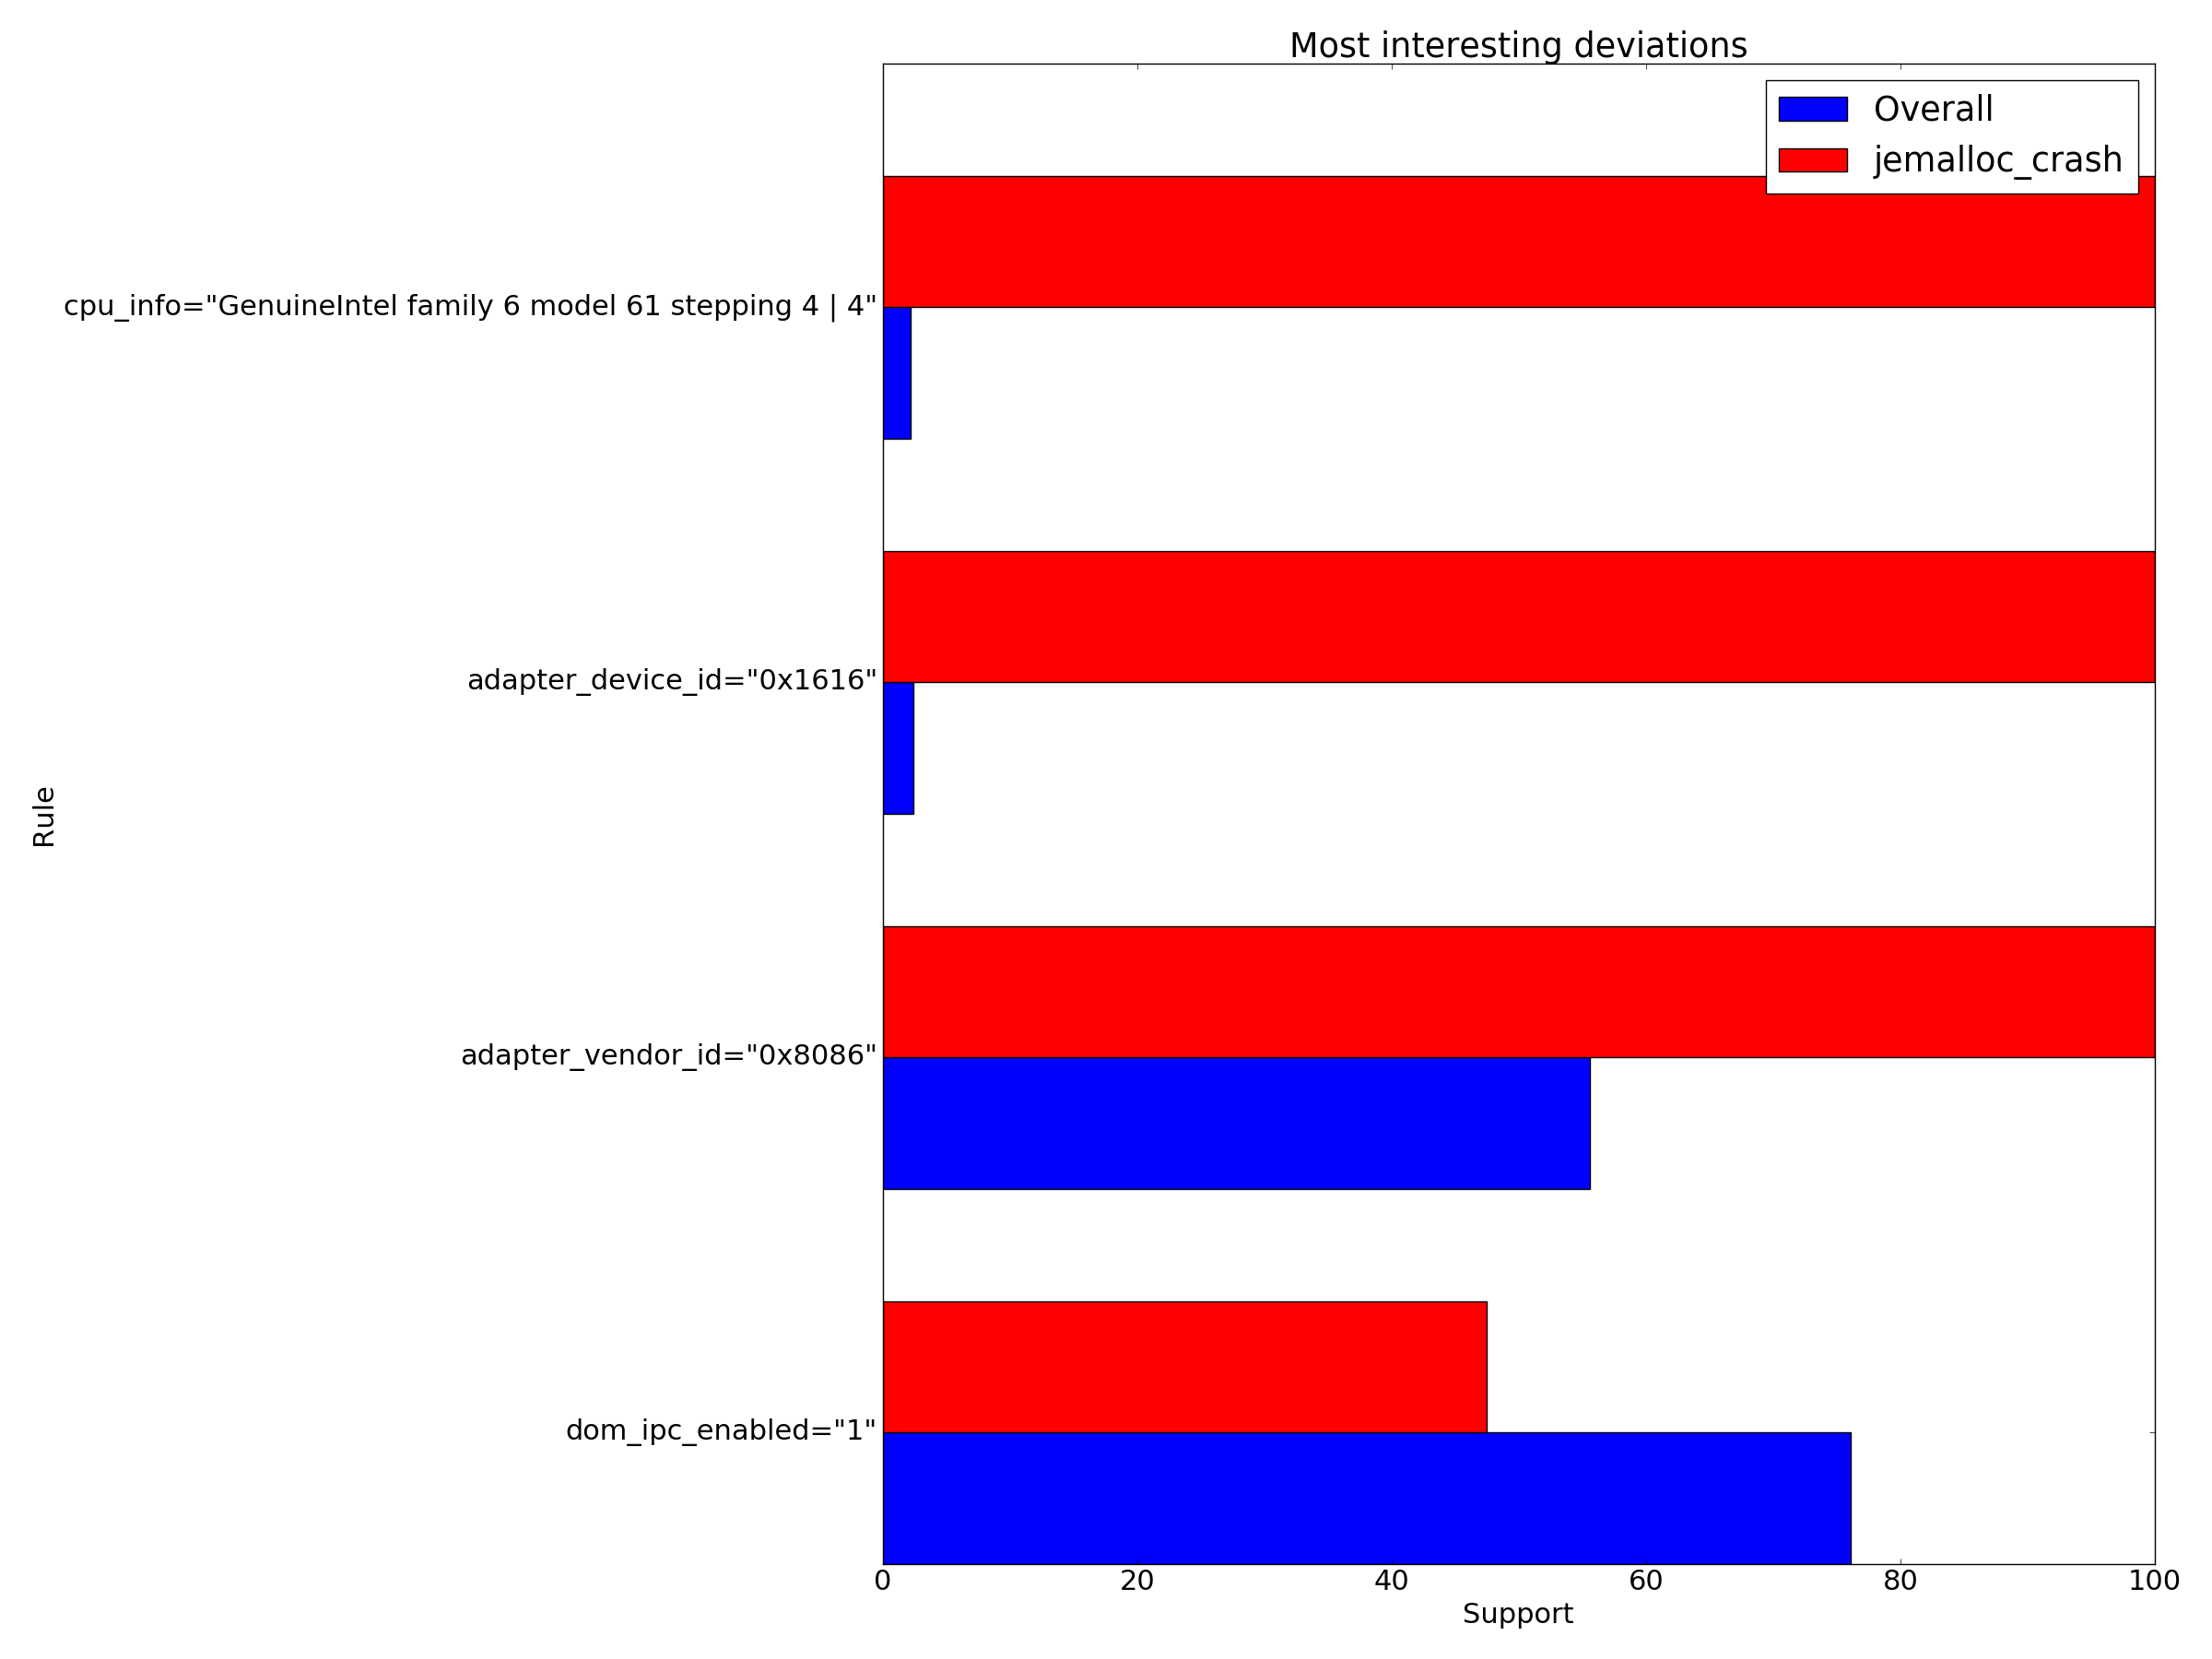 Most interesting deviations
Overall
jemalloc_crash
cpu_info="GenuineIntel family 6 model 61 stepping 4 | 4"
adapter_device_id="0x1616"
Rule
adapter_vendor_id="0x8086"
dom_ipc_enabled="1"
0 20 40 60 80 100
Support